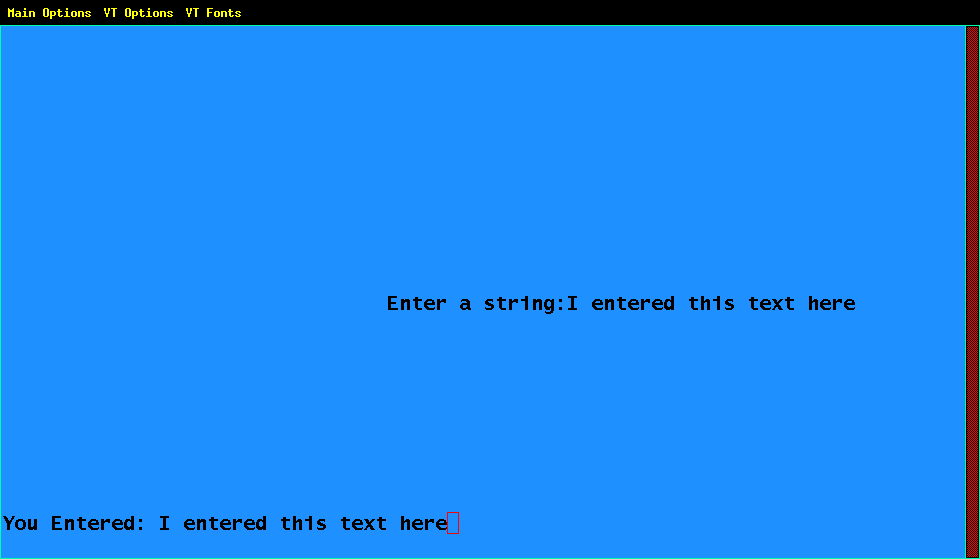 Main Options VT Options VT Fonts
Enter a string:I entered this text here
You Entered: I entered this text here